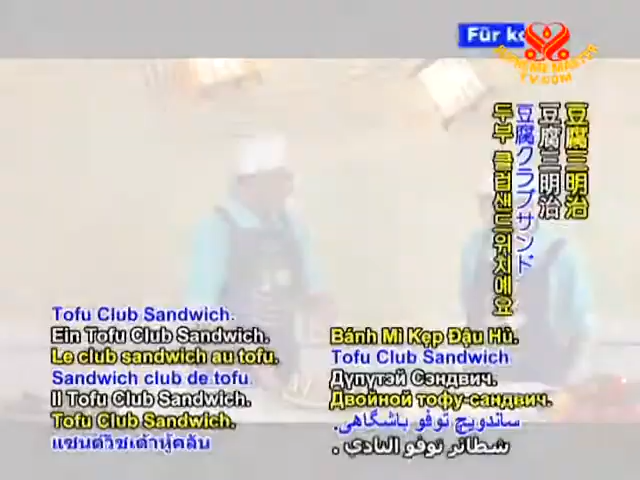 Für k
SUPREME MASTER
TV.COM
豆腐三明治
豆腐三明治
豆腐クラブサンド
두부 클럽샌드위치예요
Tofu Club Sandwich.
Ein Tofu Club Sandwich.
Le club sandwich au tofu.
Sandwich club de tofu.
Il Tofu Club Sandwich.
Tofu Club Sandwich.
แซนด์วิชเต้าหู้คลับ
Bánh Mì Kẹp Đậu Hũ.
Tofu Club Sandwich
Дүпүтэй Сэндвич.
Двойной тофу-сандвич.
ساندویچ توفو باشگاهی.
شطائر توفو النادي .